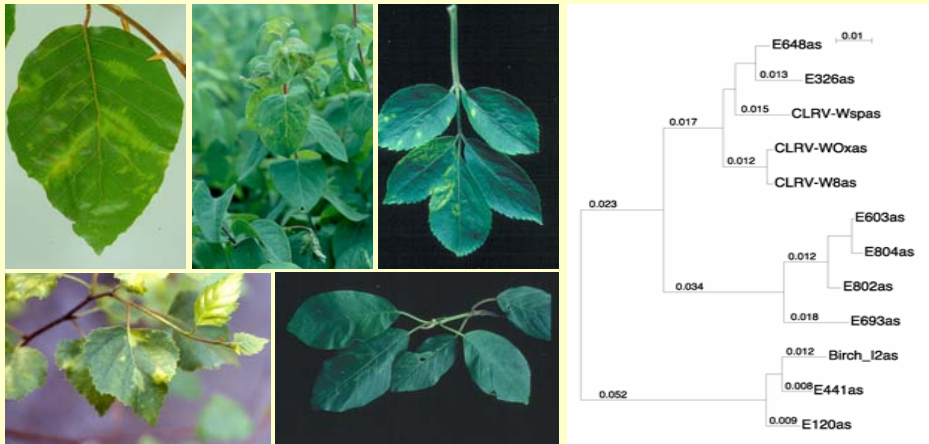 E648as
0.01
0.013
E326as
0.015
CLRV-Wspas
0.017
CLRV-WOxas
0.012
CLRV-W8as
0.023
E603as
E804as
0.012
E802as
0.034
0.018
E693as
0.012
Birch_I2as
0.008
E441as
0.052
0.009
E120as